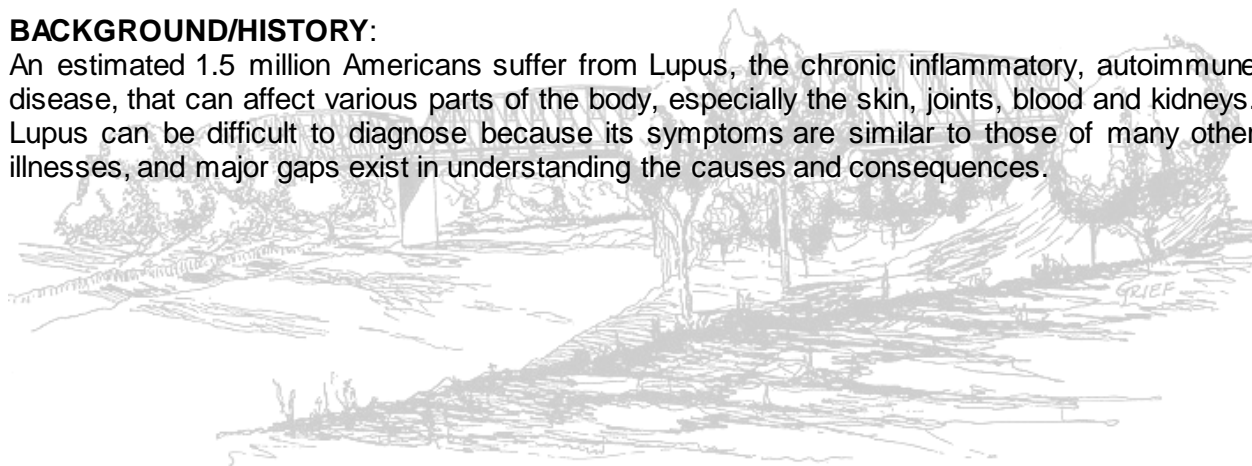 BACKGROUND/HISTORY:
An estimated 1.5 million Americans suffer from Lupus, the chronic inflammatory, autoimmune
disease, that can affect various parts of the body, especially the skin, joints, blood and kidneys.
Lupus can be difficult to diagnose because its symptoms are similar to those of many other
illnesses, and major gaps exist in understanding the causes and consequences.
GRIEF